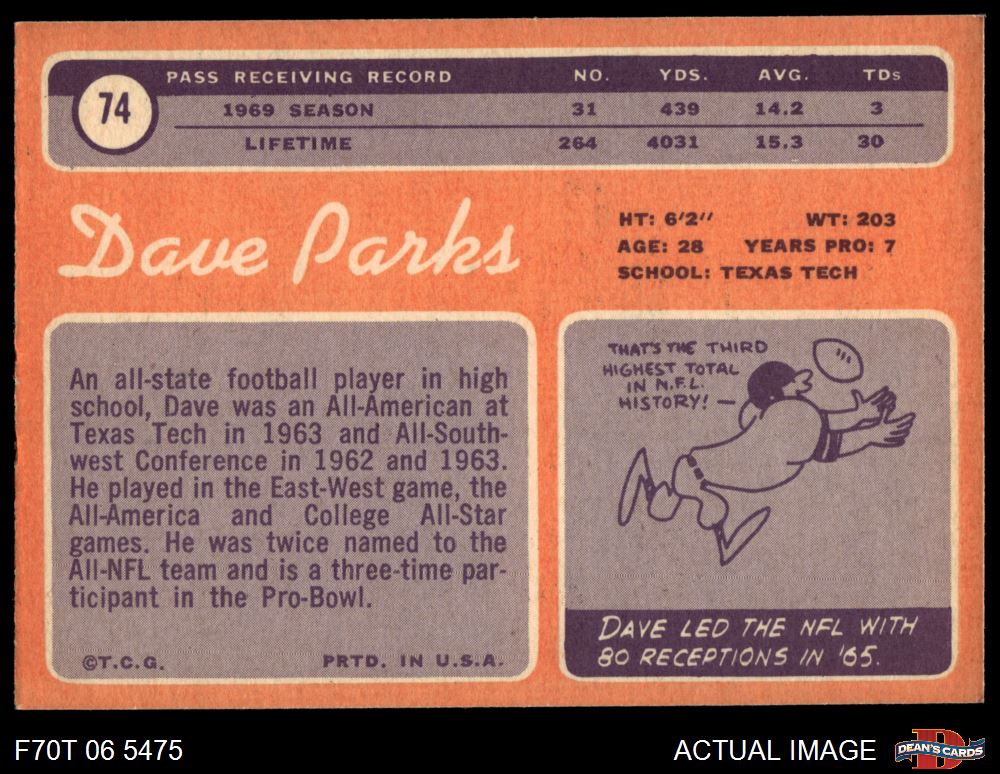 74
PASS RECEIVING RECORD NO. YDS. AVG. TDs
1969 SEASON 31 439 14.2 3
LIFETIME 264 4031 15.3 30
Dave Parks
HT: 6'2" WT: 203
AGE: 28 YEARS PRO: 7
SCHOOL: TEXAS TECH
An all-state football player in high
school, Dave was an All-American at
Texas Tech in 1963 and All-South-
west Conference in 1962 and 1963.
He played in the East-West game, the
All-America and College All-Star
games. He was twice named to the
All-NFL team and is a three-time par-
ticipant in the Pro-Bowl.
©T.C.G. PRTD. IN U.S.A.
THAT'S THE THIRD
HIGHEST TOTAL
IN N.F.L.
HISTORY! —
DAVE LED THE NFL WITH
80 RECEPTIONS IN '65.
F70T 06 5475
ACTUAL IMAGE
D
DEAN'S CARDS